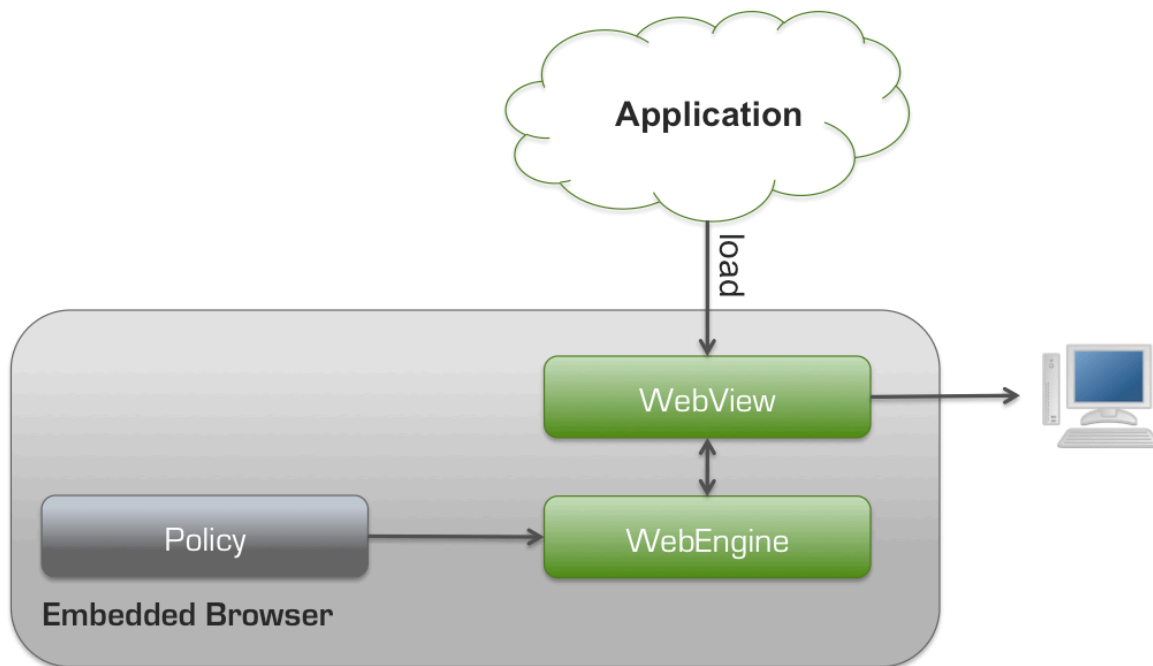 Application
load
WebView
Policy
WebEngine
Embedded Browser